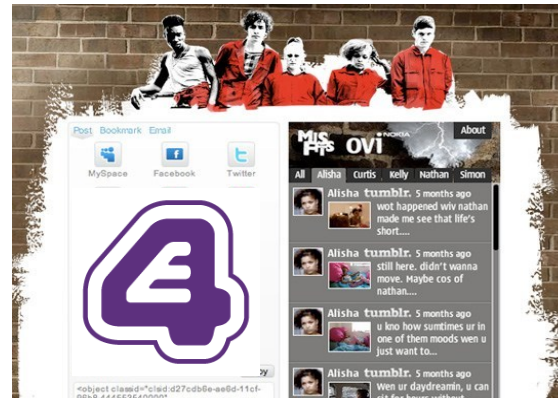 Post Bookmark Email
MySpace Facebook Twitter
E4
<object classid="clsid:d27cdb6e-ae6d-11cf-
MISFITS ovi NOKIA About
All Alisha Curtis Kelly Nathan Simon
Alisha tumblr. 5 months ago
wot happened wiv nathan
made me see that life's
short....
Alisha tumblr. 5 months ago
still here. didn't wanna
move. Maybe cos of
nathan....
Alisha tumblr. 5 months ago
u kno how sumtimes ur in
one of them moods wen u
just want to...
Alisha tumblr. 5 months ago
Wen ur daydreamin, u can